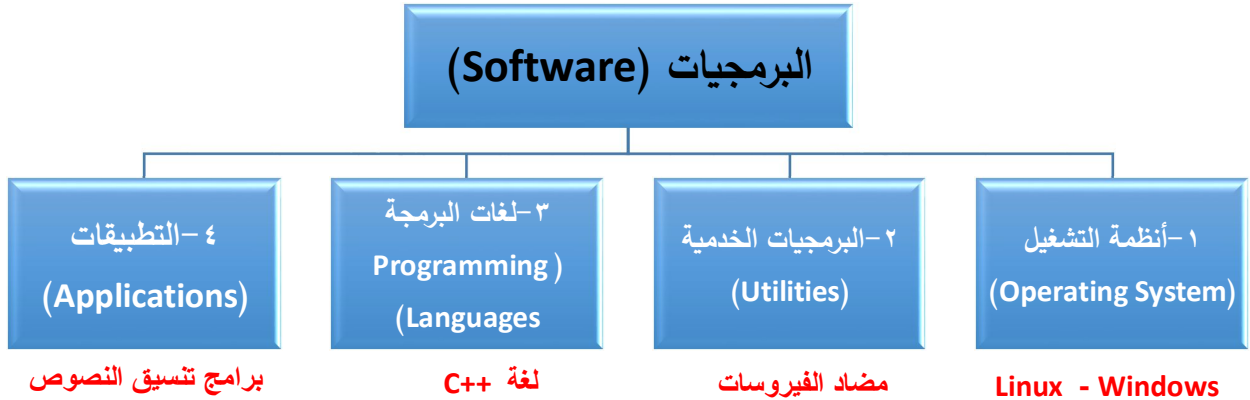 البرمجيات (Software)
١-أنظمة التشغيل
(Operating System)
٢-البرمجيات الخدمية
(Utilities)
٣-لغات البرمجة
Programming)
(Languages
٤-التطبيقات
(Applications)
Linux - Windows
مضاد الفيروسات
لغة C++
برامج تنسيق النصوص